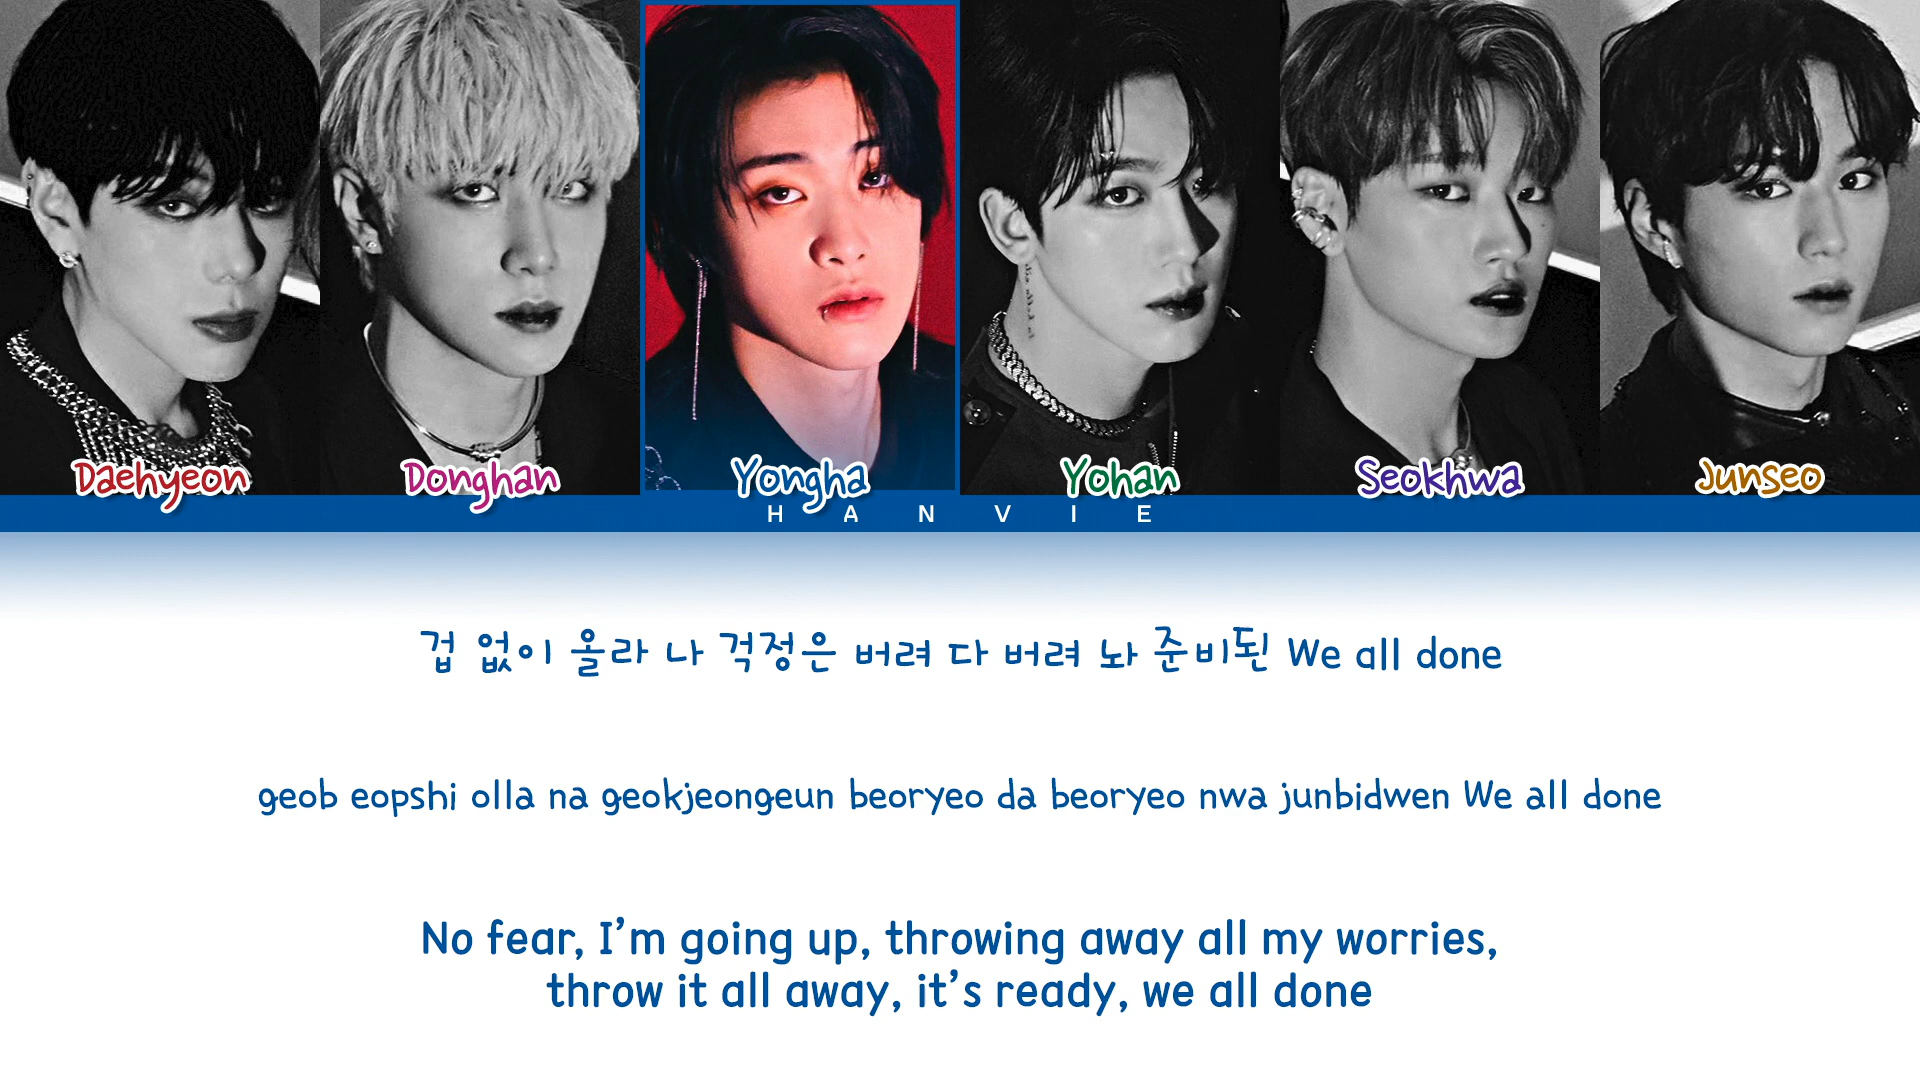 Daehyeon Donghan Yongha Yohan Seokhwa Junseo
HANVIE
겁 없이 올라 나 걱정은 버려 다 버려 놔 준비된 We all done
geob eopshi olla na geokjeongeun beoryeo da beoryeo nwa junbidwen We all done
No fear, I'm going up, throwing away all my worries,
throw it all away, it's ready, we all done